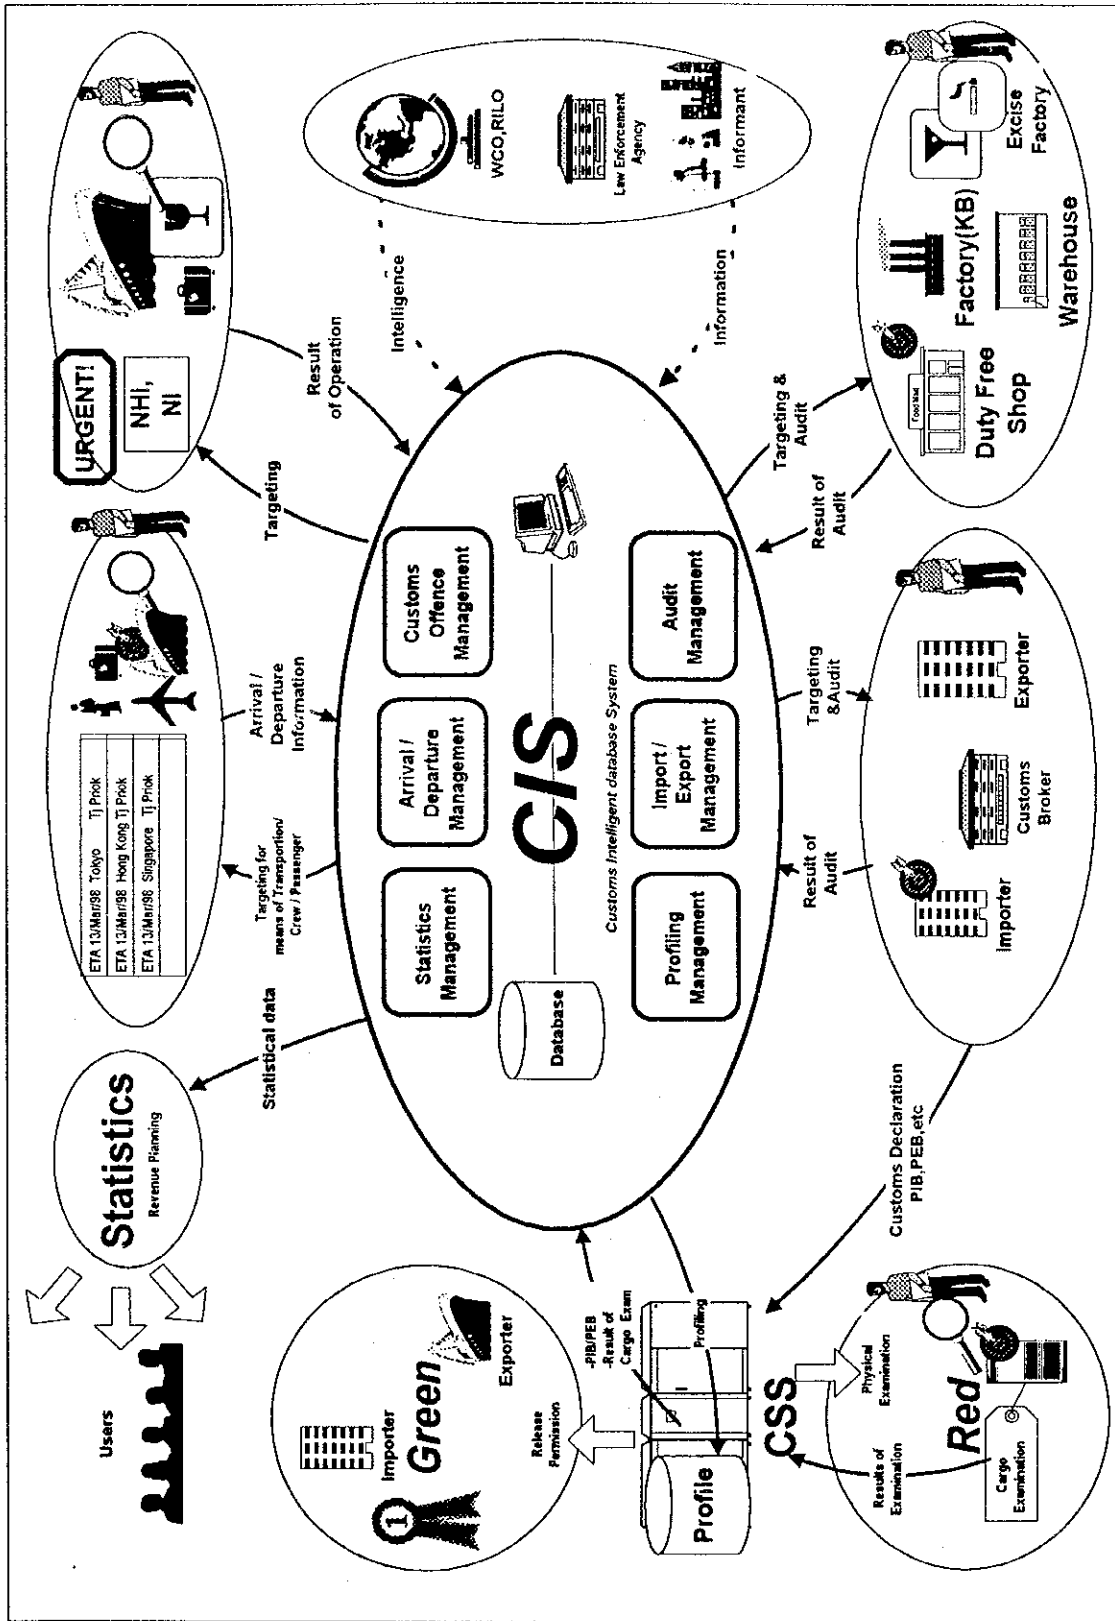 Users
Statistics
Revenue Planning
Statistical data
ETA 13/Mar/98 Tokyo Tj Priok
ETA 13/Mar/98 Hong Kong Tj Priok
ETA 13/Mar/98 Singapore Tj Priok
Targeting for
means of Transportion/
Crew / Passenger
Arrival /
Departure
Information
URGENT!
NHI,
NI
Targeting
Result
of Operation
Importer
Green
Exporter
1
Release
Permission
-PIB/PEB
-Result of
Cargo Exam
Profiling
Profile
CSS
Statistics
Management
Arrival /
Departure
Management
Customs
Offence
Management
Database
CIS
Customs Intelligent database System
Profiling
Management
Import /
Export
Management
Audit
Management
Intelligence
Information
WCO,RILO
Law Enforcement
Agency
Informant
Results of
Examination
Physical
Examination
Red
Cargo
Examination
Customs Declaration
PIB,PEB,etc
Result of
Audit
Targeting
&Audit
Importer
Customs
Broker
Exporter
Result of
Audit
Targeting &
Audit
Duty Free
Shop
Factory(KB)
Warehouse
Excise
Factory